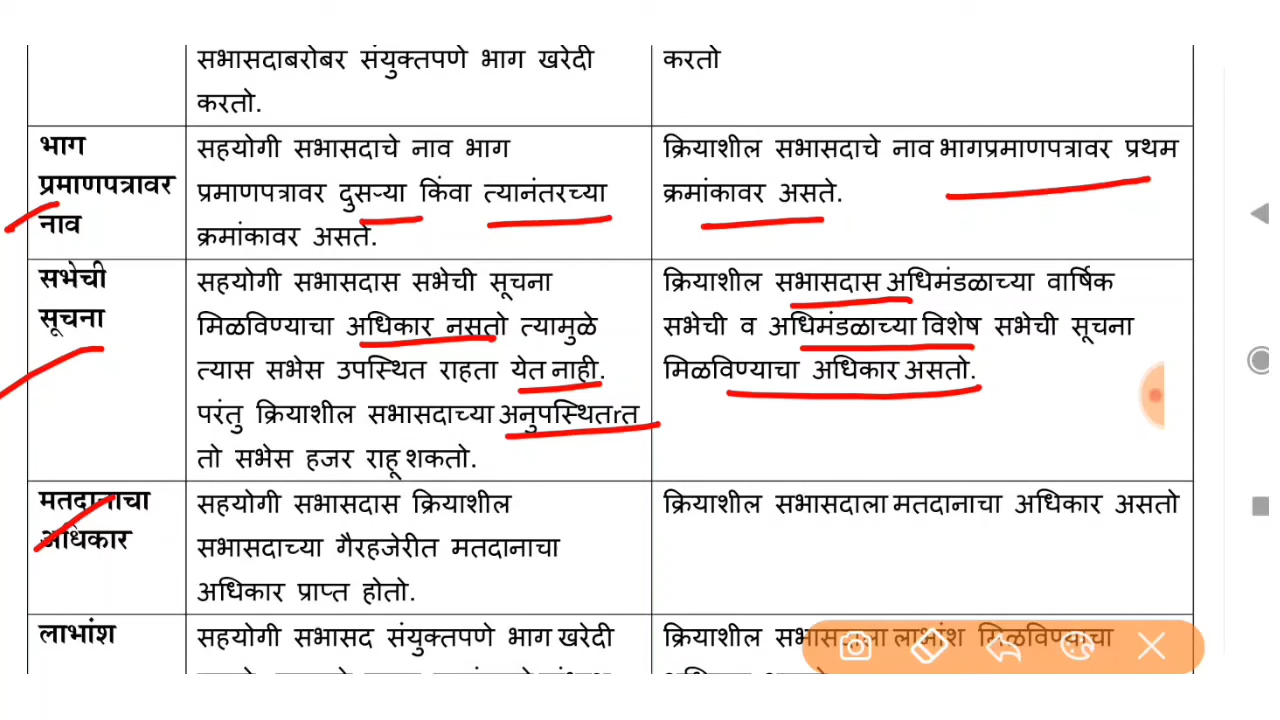 सभासदाबरोबर संयुक्तपणे भाग खरेदी
करतो.
करतो
भाग
प्रमाणपत्रावर
नाव
सहयोगी सभासदाचे नाव भाग
प्रमाणपत्रावर दुसऱ्या किंवा त्यानंतरच्या
क्रमांकावर असते.
क्रियाशील सभासदाचे नाव भागप्रमाणपत्रावर प्रथम
क्रमांकावर असते.
सभेची
सूचना
सहयोगी सभासदास सभेची सूचना
मिळविण्याचा अधिकार नसतो त्यामुळे
त्यास सभेस उपस्थित राहता येत नाही.
परंतु क्रियाशील सभासदाच्या अनुपस्थितrत
तो सभेस हजर राहू शकतो.
क्रियाशील सभासदास अधिमंडळाच्या वार्षिक
सभेची व अधिमंडळाच्या विशेष सभेची सूचना
मिळविण्याचा अधिकार असतो.
मतदानाचा
अधिकार
सहयोगी सभासदास क्रियाशील
सभासदाच्या गैरहजेरीत मतदानाचा
अधिकार प्राप्त होतो.
क्रियाशील सभासदाला मतदानाचा अधिकार असतो
लाभांश
सहयोगी सभासद संयुक्तपणे भाग खरेदी
क्रियाशील सभासदाला लाभांश मिळविण्याचा